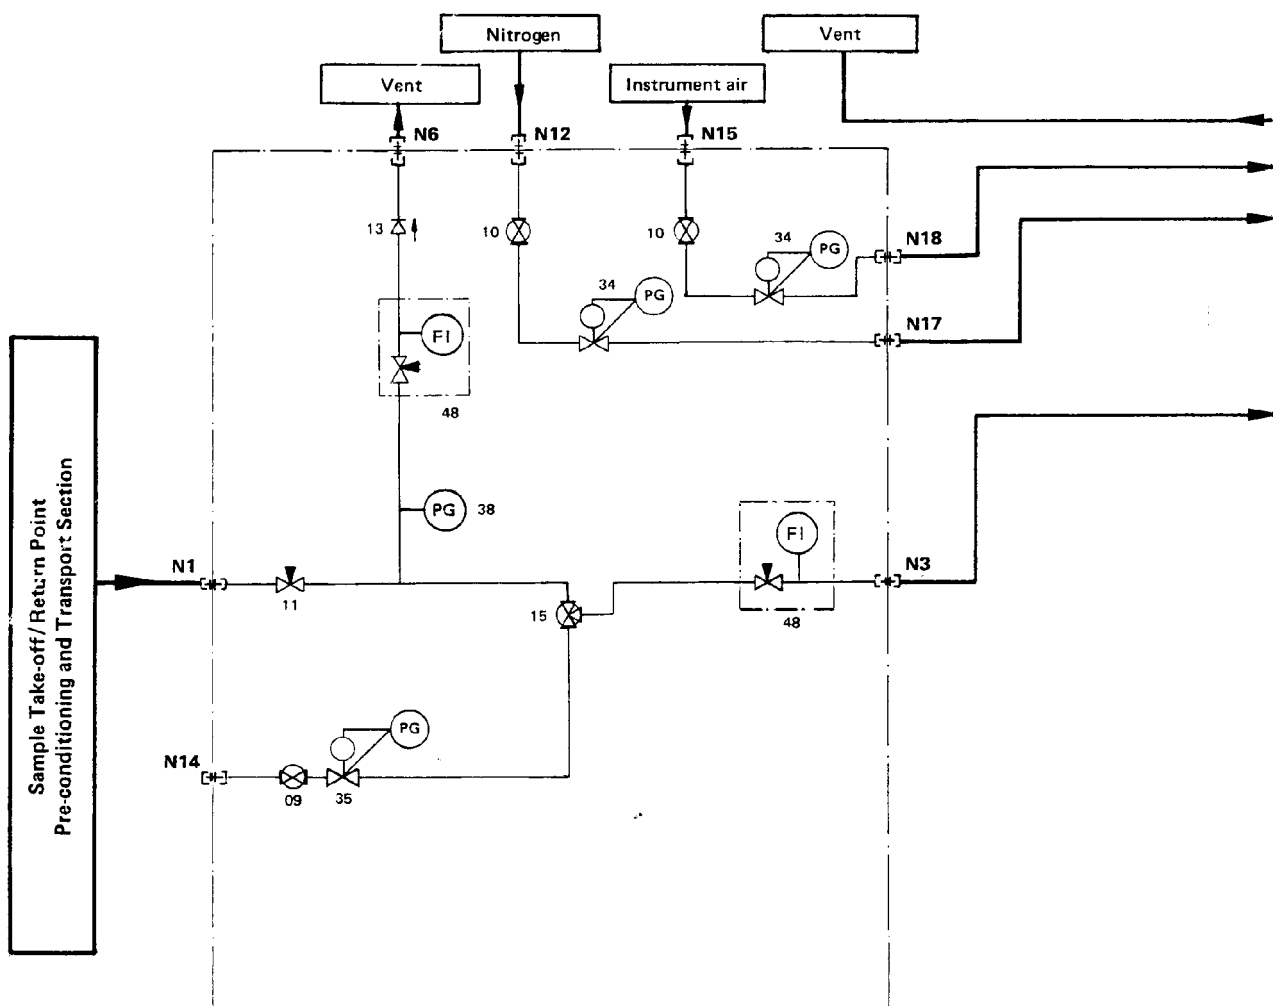 Nitrogen
Vent
Vent
Instrument air
N6
N12
N15
13
10
10
34
PG
N18
34
PG
N17
FI
48
Sample Take-off/Return Point
Pre-conditioning and Transport Section
PG
38
FI
N1
N3
11
15
48
PG
N14
09
35